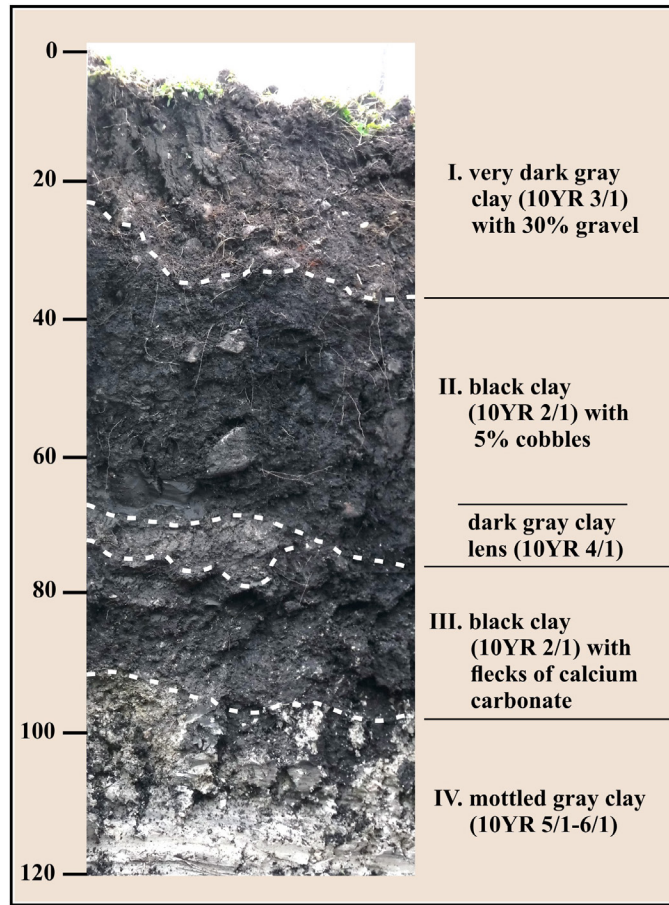 0
20
40
60
80
100
120
I. very dark gray
clay (10YR 3/1)
with 30% gravel
II. black clay
(10YR 2/1) with
5% cobbles
dark gray clay
lens (10YR 4/1)
III. black clay
(10YR 2/1) with
flecks of calcium
carbonate
IV. mottled gray clay
(10YR 5/1-6/1)